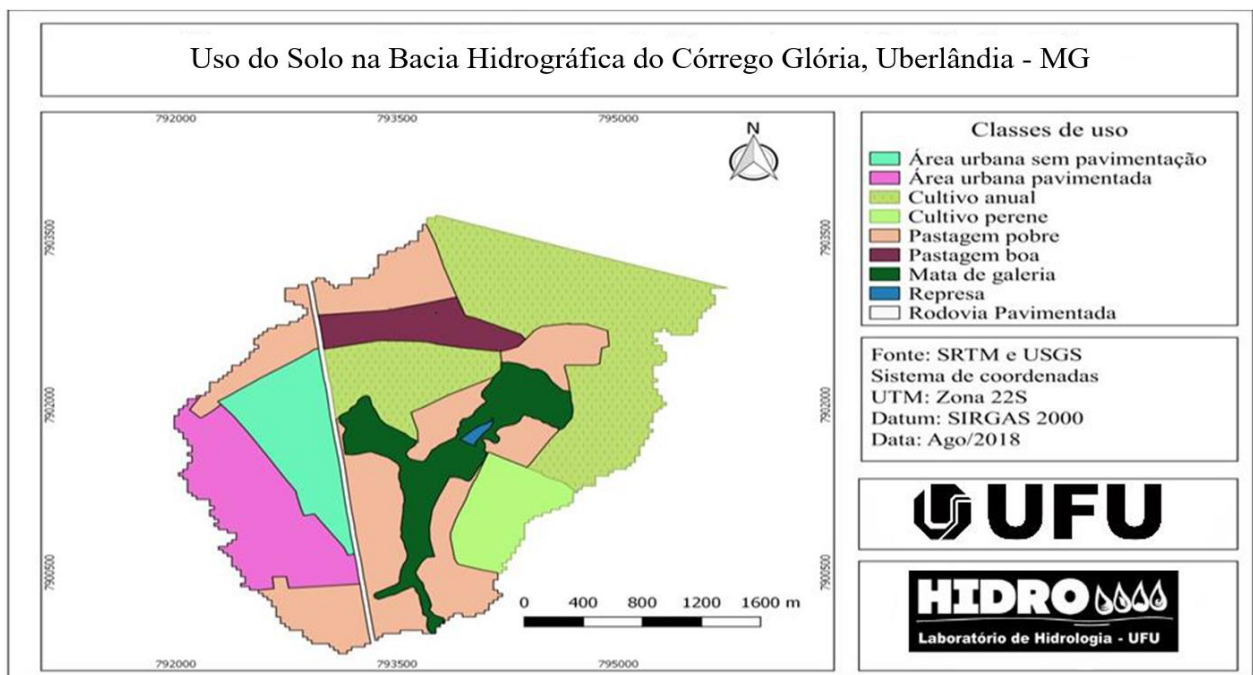 Uso do Solo na Bacia Hidrográfica do Córrego Glória, Uberlândia - MG
792000 793500 795000
N
7903500 7903500
7902000 7902000
7900500 7900500
0 400 800 1200 1600 m
792000 793500 795000
Classes de uso
Área urbana sem pavimentação
Área urbana pavimentada
Cultivo anual
Cultivo perene
Pastagem pobre
Pastagem boa
Mata de galeria
Represa
Rodovia Pavimentada
Fonte: SRTM e USGS
Sistema de coordenadas
UTM: Zona 22S
Datum: SIRGAS 2000
Data: Ago/2018
UFU
HIDRO
Laboratório de Hidrologia - UFU